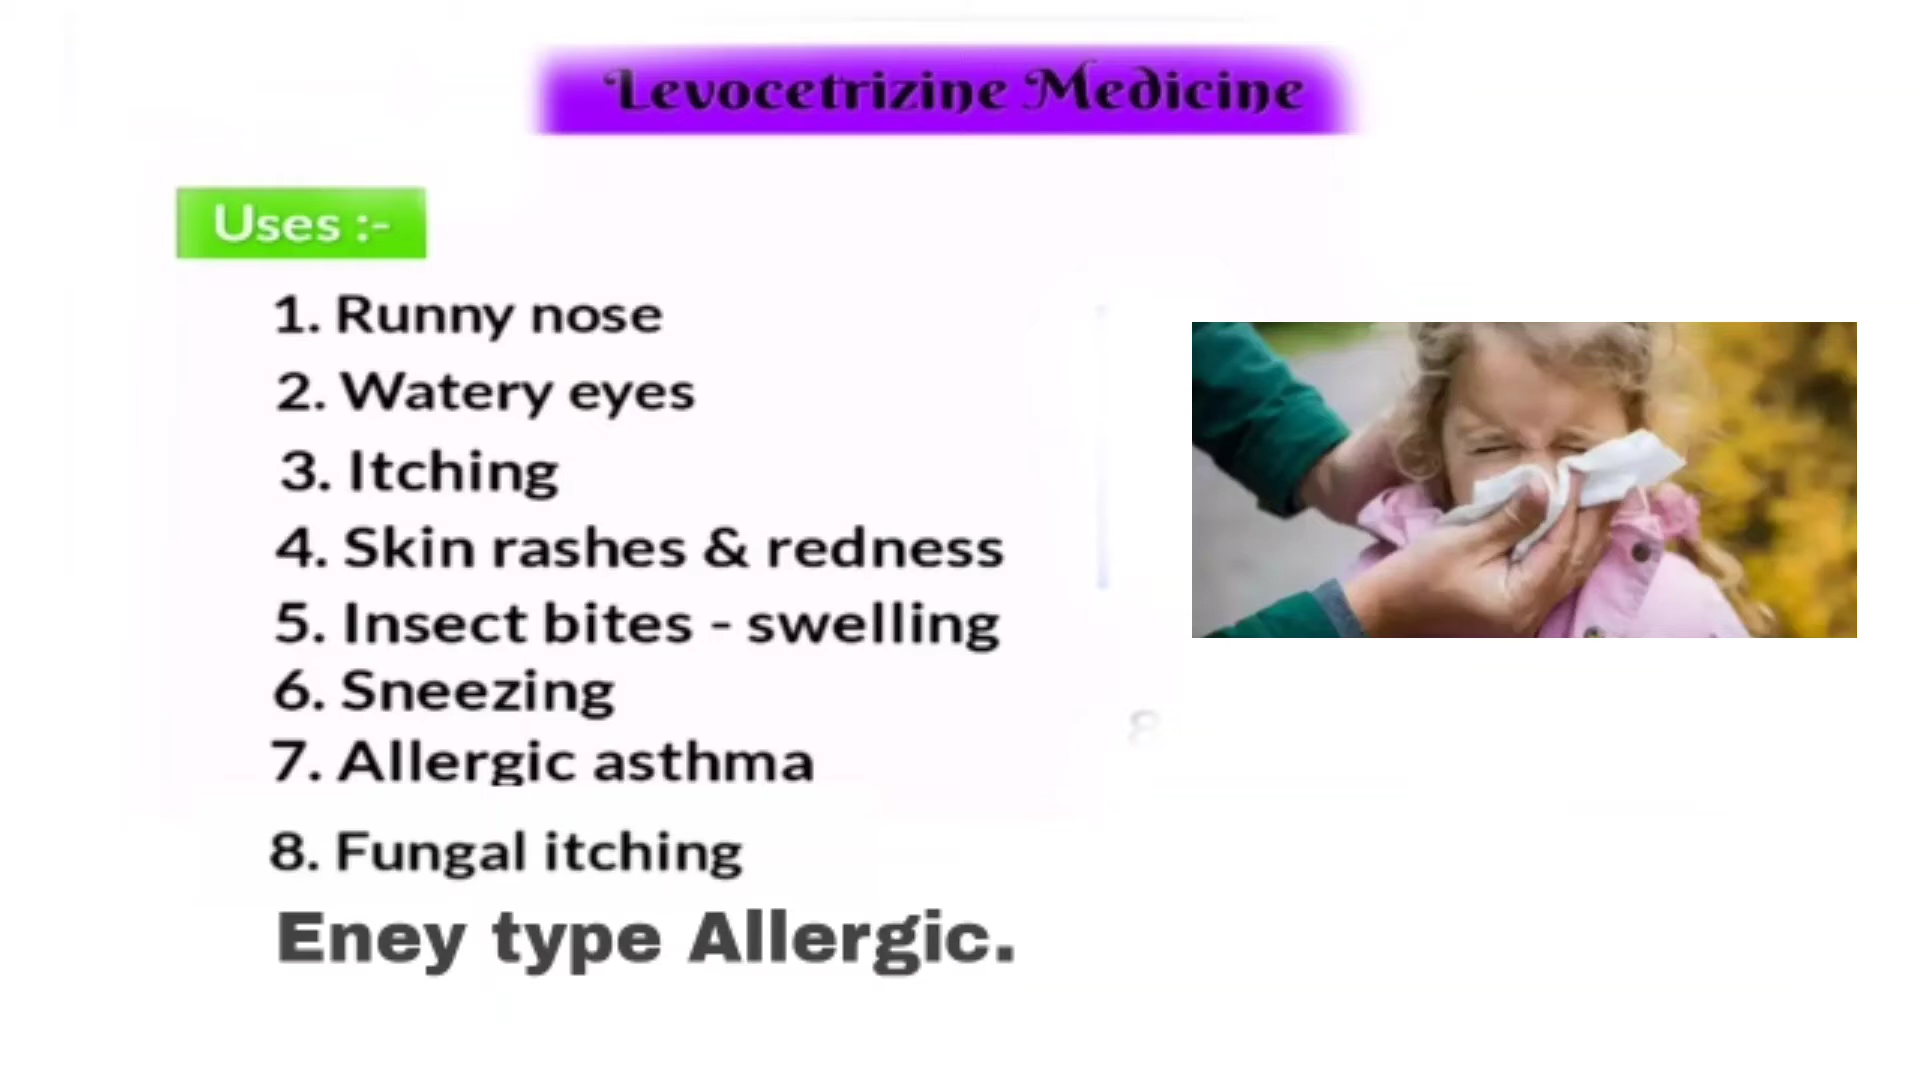 Levocetrizine Medicine
Uses :-
1. Runny nose
2. Watery eyes
3. Itching
4. Skin rashes & redness
5. Insect bites - swelling
6. Sneezing
7. Allergic asthma
8. Fungal itching
Eney type Allergic.